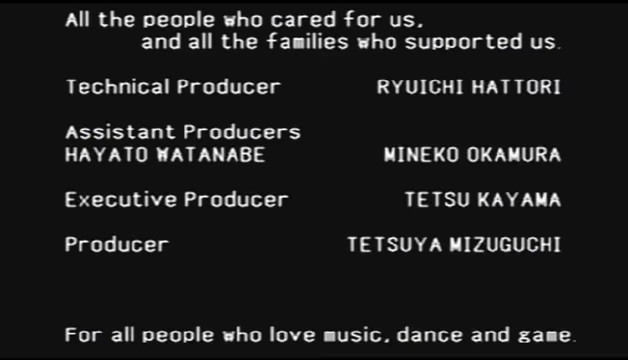 All the people who cared for us,
and all the families who supported us.
Technical Producer RYUICHI HATTORI
Assistant Producers
HAYATO WATANABE MINEKO OKAMURA
Executive Producer TETSU KAYAMA
Producer TETSUYA MIZUGUCHI
For all people who love music, dance and game.